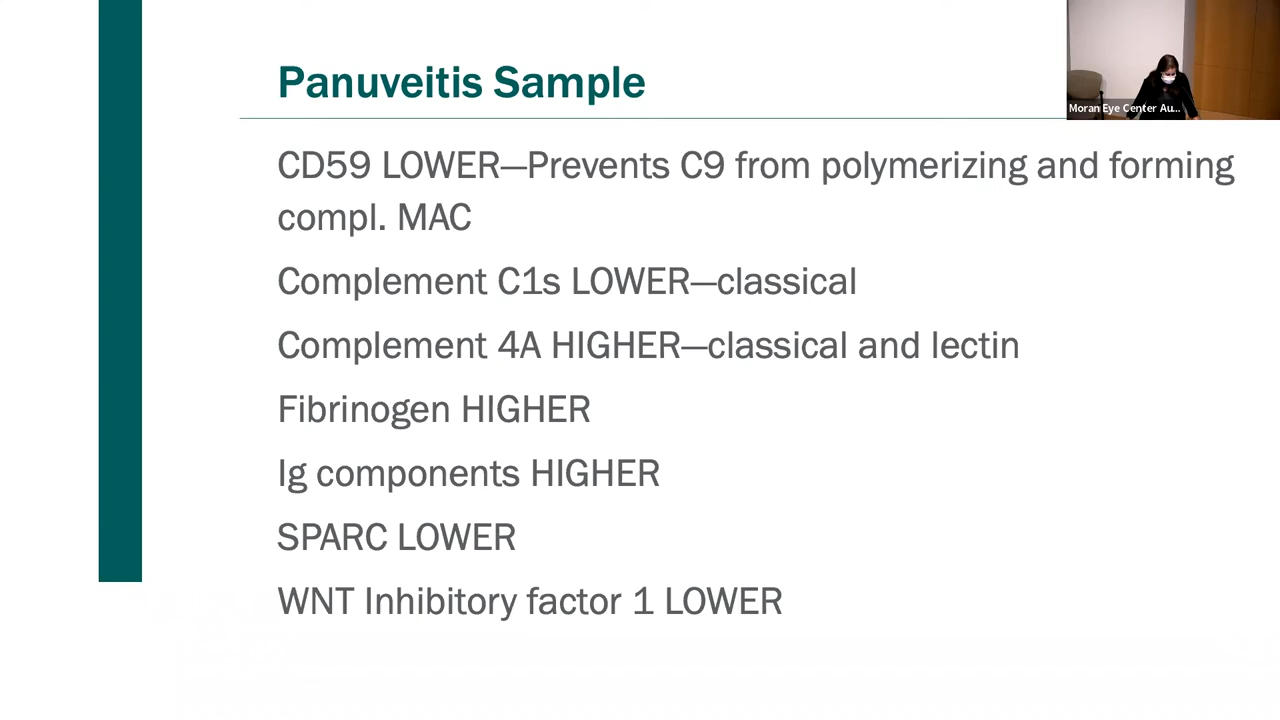 Panuveitis Sample
Moran Eye Center Au...
CD59 LOWER—Prevents C9 from polymerizing and forming
compl. MAC
Complement C1s LOWER—classical
Complement 4A HIGHER—classical and lectin
Fibrinogen HIGHER
Ig components HIGHER
SPARC LOWER
WNT Inhibitory factor 1 LOWER